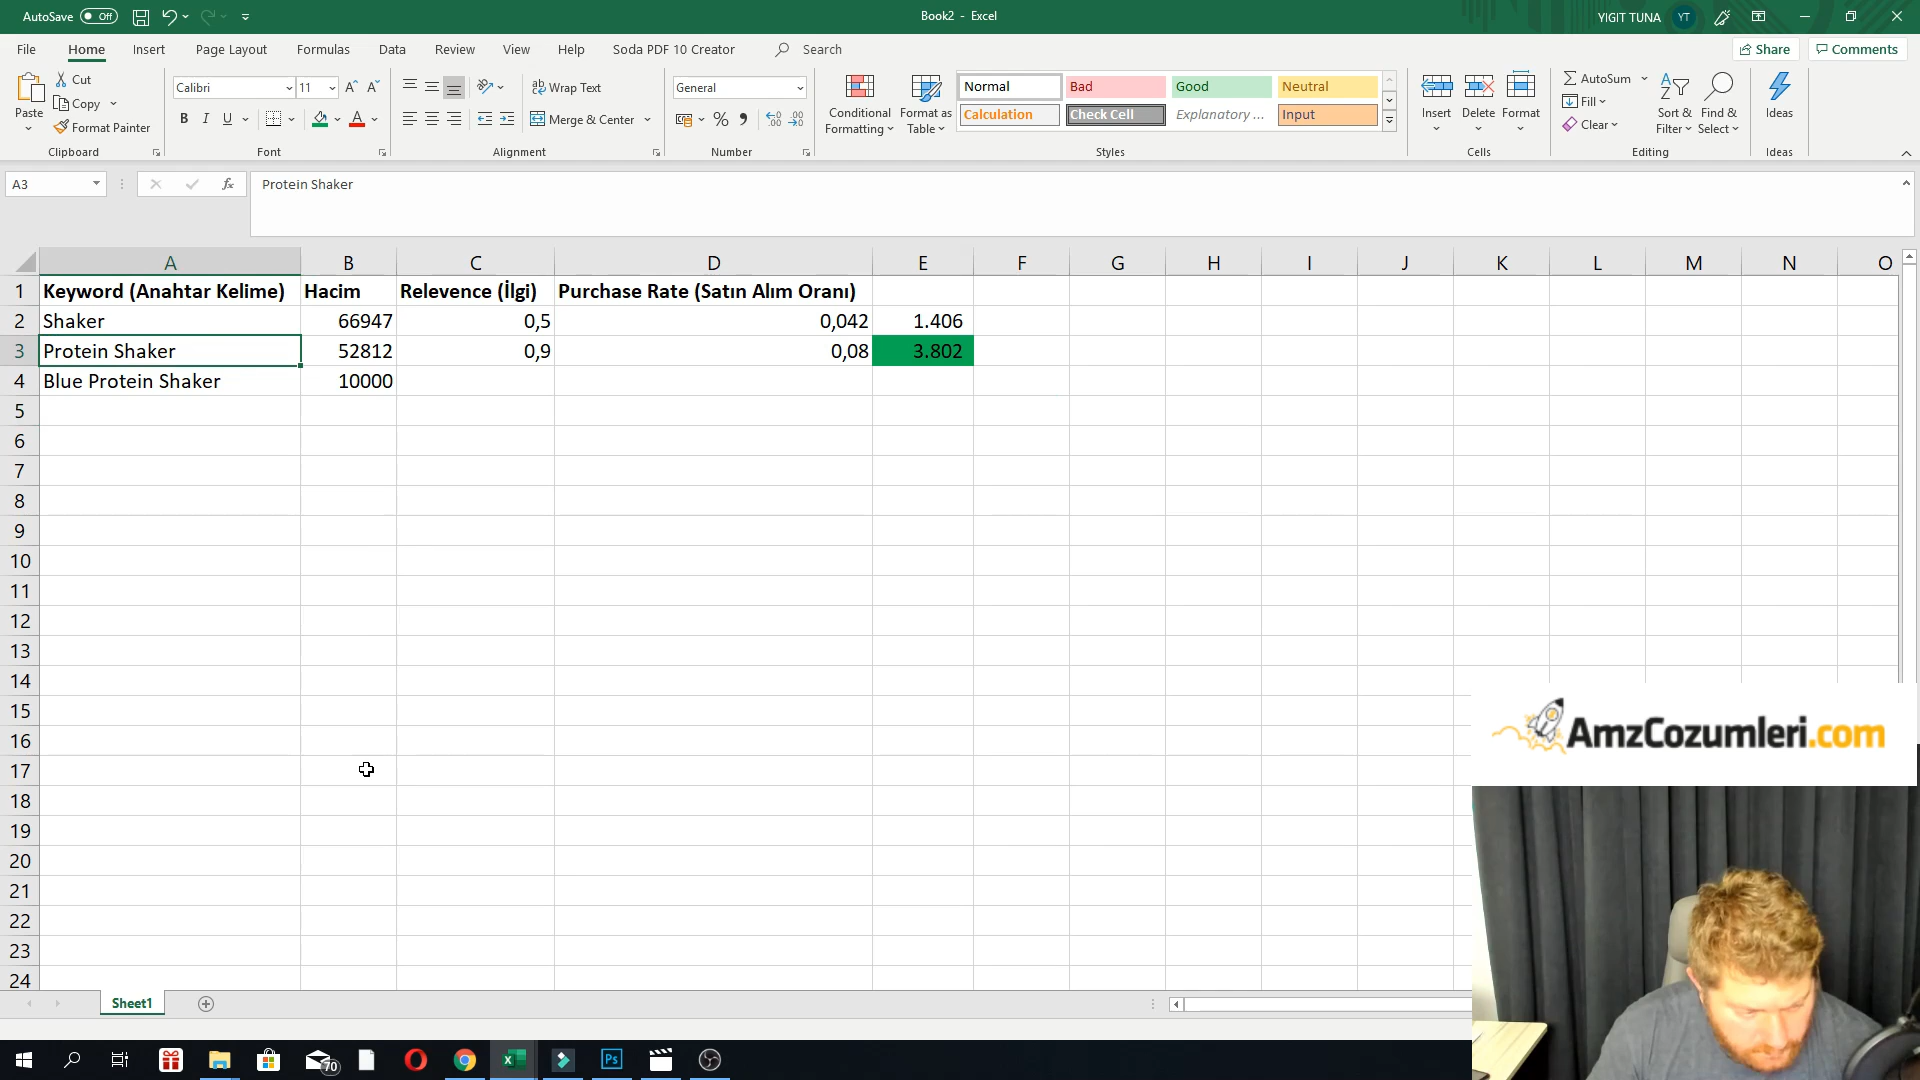 AutoSave Off
Book2 - Excel
YIGIT TUNA YT
File Home Insert Page Layout Formulas Data Review View Help Soda PDF 10 Creator Search
Share Comments
Paste
Cut
Copy
Format Painter
Clipboard
Calibri 11
B I U
Font
Wrap Text
Merge & Center
Alignment
General
Number
Conditional Formatting
Format as Table
Normal Bad Good Neutral
Calculation Check Cell Explanatory ... Input
Styles
Insert Delete Format
Cells
AutoSum
Fill
Clear
Sort & Filter
Find & Select
Editing
Ideas
Ideas
A3
fx
Protein Shaker
A B C D E F G H I J K L M N O
1 Keyword (Anahtar Kelime) Hacim Relevence (İlgi) Purchase Rate (Satın Alım Oranı)
2 Shaker 66947 0,5 0,042 1.406
3 Protein Shaker 52812 0,9 0,08 3.802
4 Blue Protein Shaker 10000
5
6
7
8
9
10
11
12
13
14
15
16
17
18
19
20
21
22
23
24
AmzCozumleri.com
Sheet1
70
Ps